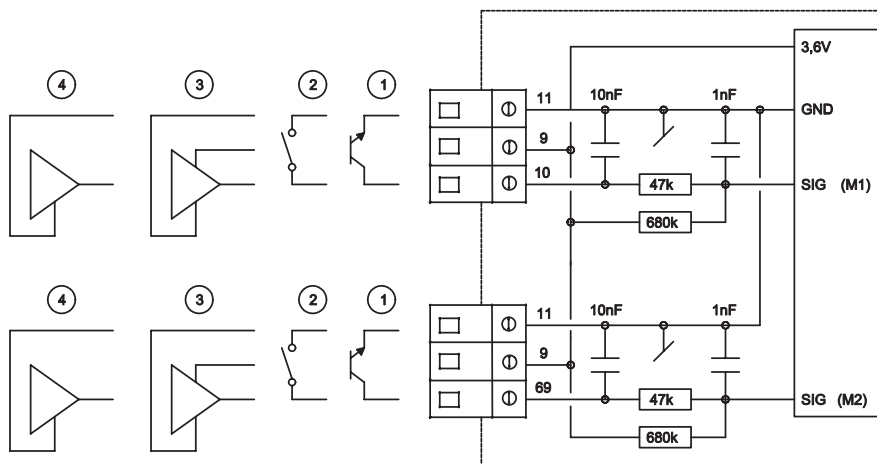 3,6V
4 3 2 1
11 10nF 1nF GND
9
10 47k SIG (M1)
680k
4 3 2 1
11 10nF 1nF
9
69 47k SIG (M2)
680k